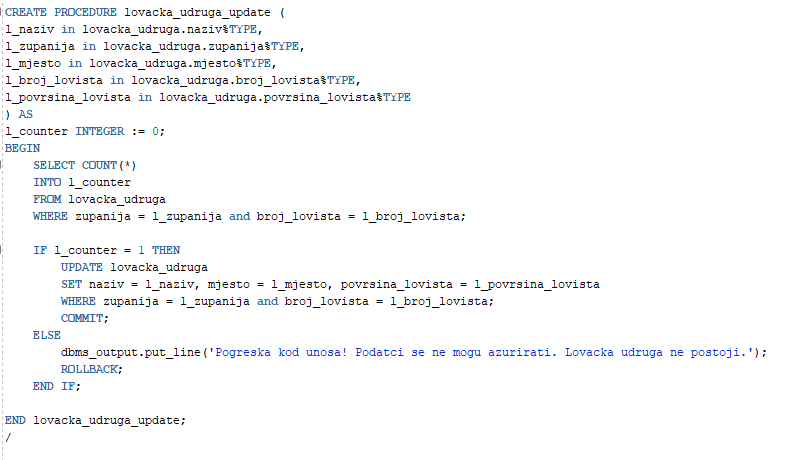 CREATE PROCEDURE lovacka_udruga_update (
l_naziv in lovacka_udruga.naziv%TYPE,
l_zupanija in lovacka_udruga.zupanija%TYPE,
l_mjesto in lovacka_udruga.mjesto%TYPE,
l_broj_lovista in lovacka_udruga.broj_lovista%TYPE,
l_povrsina_lovista in lovacka_udruga.povrsina_lovista%TYPE
) AS
l_counter INTEGER := 0;
BEGIN
    SELECT COUNT(*)
    INTO l_counter
    FROM lovacka_udruga
    WHERE zupanija = l_zupanija and broj_lovista = l_broj_lovista;

    IF l_counter = 1 THEN
        UPDATE lovacka_udruga
        SET naziv = l_naziv, mjesto = l_mjesto, povrsina_lovista = l_povrsina_lovista
        WHERE zupanija = l_zupanija and broj_lovista = l_broj_lovista;
        COMMIT;
    ELSE
        dbms_output.put_line('Pogreska kod unosa! Podatci se ne mogu azurirati. Lovacka udruga ne postoji.');
        ROLLBACK;
    END IF;

END lovacka_udruga_update;
/